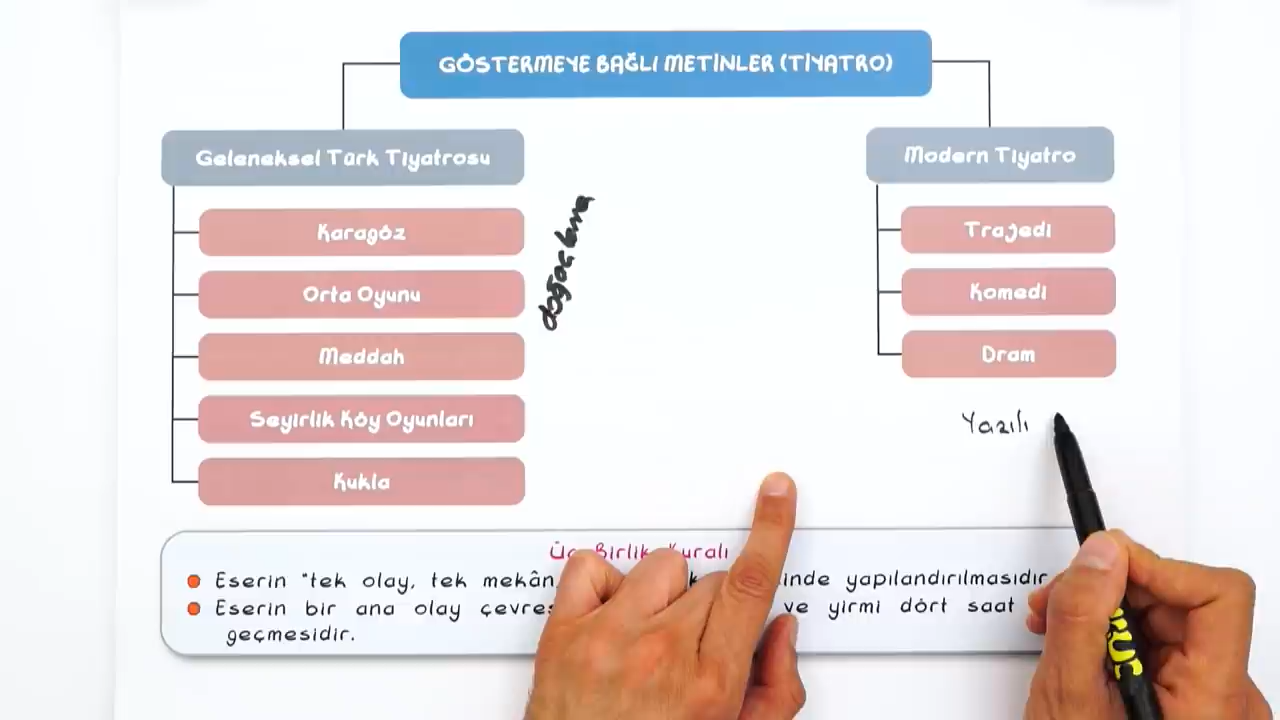 GÖSTERMEYE BAĞLI METİNLER (TİYATRO)
Geleneksel Türk Tiyatrosu
Karagöz
Orta Oyunu
Meddah
Seyirlik Köy Oyunları
Kukla
doğaçlama
Modern Tiyatro
Trajedi
Komedi
Dram
Yazılı
Üç Birlik Kuralı
Eserin "tek olay, tek mekân, inde yapılandırılmasıdır
Eserin bir ana olay ve yirmi dört saat
geçmesidir.